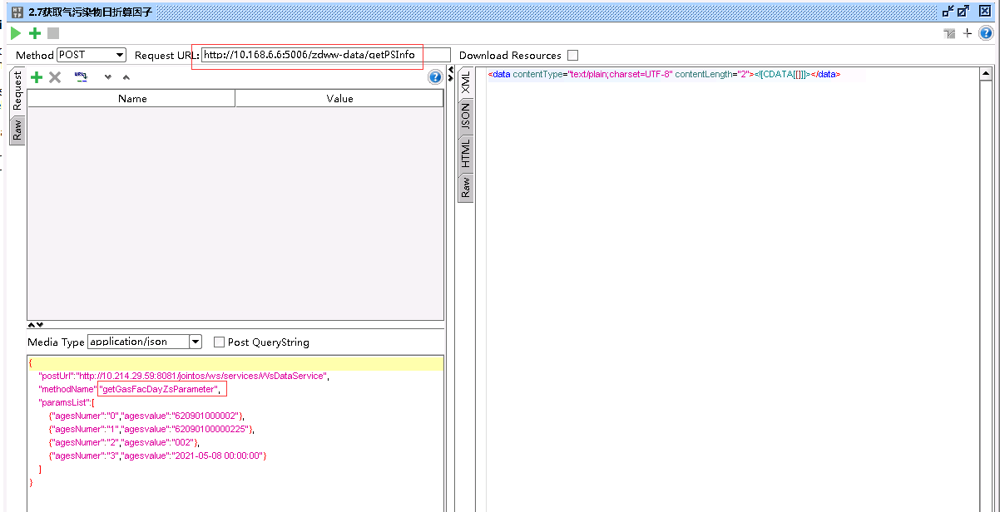 2.7获取气污染物日折算因子
Method POST Request URL: http://10.168.6.6:5006/zdww-data/getPSInfo Download Resources
Request
Raw
Name Value
XML
JSON
HTML
Raw
<data contentType="text/plain;charset=UTF-8" contentLength="2"><![CDATA[[]]]></data>
Media Type application/json Post QueryString
{
"postUrl":"http://10.214.29.59:8081/jointos/ws/services/WsDataService",
"methodName":"getGasFacDayZsParameter",
"paramsList":[
{"agesNumer":"0","agesvalue":"620901000002"},
{"agesNumer":"1","agesvalue":"62090100000225"},
{"agesNumer":"2","agesvalue":"002"},
{"agesNumer":"3","agesvalue":"2021-05-08 00:00:00"}
]
}